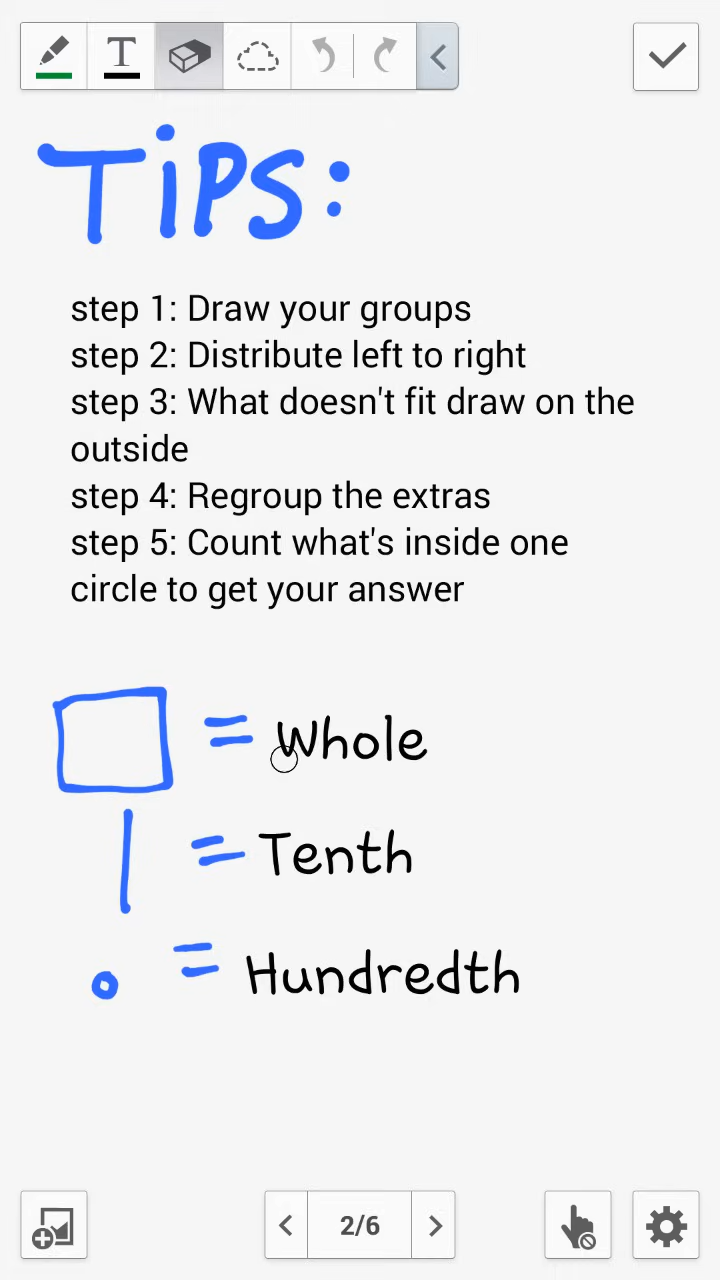 T
TiPS:
step 1: Draw your groups
step 2: Distribute left to right
step 3: What doesn't fit draw on the
outside
step 4: Regroup the extras
step 5: Count what's inside one
circle to get your answer
= Whole
= Tenth
= Hundredth
2/6